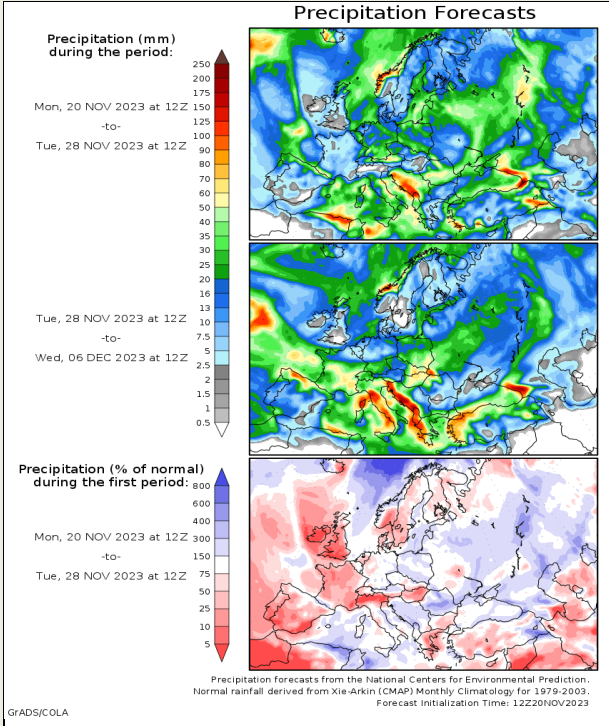 Precipitation Forecasts
Precipitation (mm)
during the period:
Mon, 20 NOV 2023 at 12Z
-to-
Tue, 28 NOV 2023 at 12Z
250
200
175
150
125
100
90
80
70
60
50
40
35
30
25
20
16
13
10
7.5
5
2.5
2
1.5
1
0.5
Tue, 28 NOV 2023 at 12Z
-to-
Wed, 06 DEC 2023 at 12Z
Precipitation (% of normal)
during the first period:
Mon, 20 NOV 2023 at 12Z
-to-
Tue, 28 NOV 2023 at 12Z
800
600
400
300
150
75
50
25
10
5
Precipitation forecasts from the National Centers for Environmental Prediction.
Normal rainfall derived from Xie-Arkin (CMAP) Monthly Climatology for 1979-2003.
Forecast Initialization Time: 12Z20NOV2023
GrADS/COLA